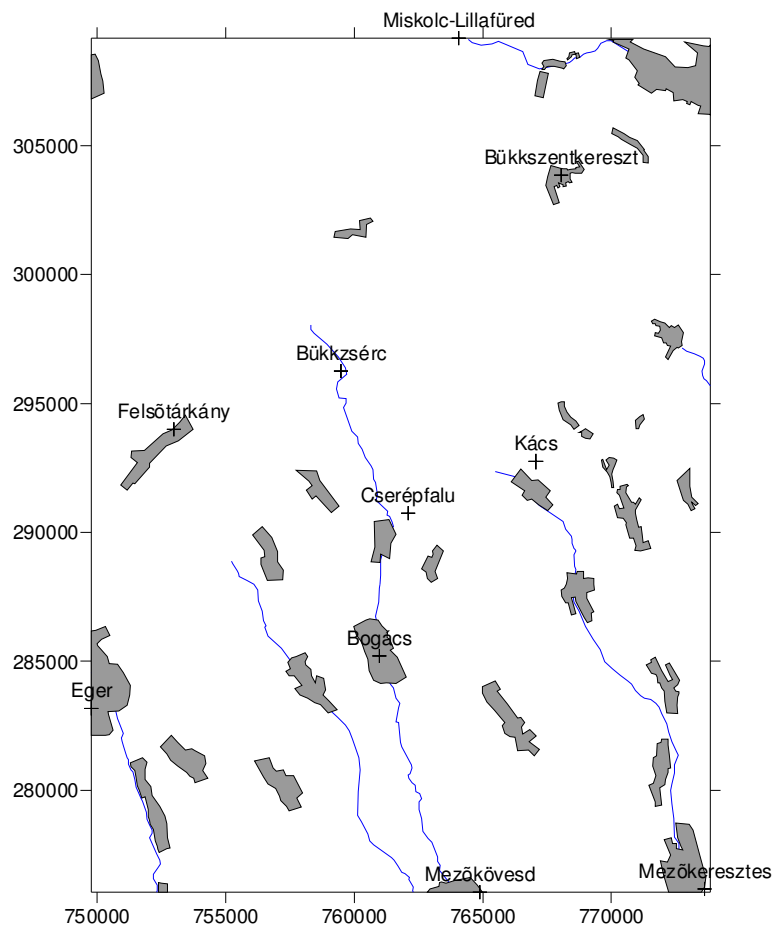 Miskolc-Lillafüred
305000
Bükkszentkereszt
300000
Bükkzsérc
295000
Felsõtárkány
Kács
Cserépfalu
290000
Bogács
285000
Eger
280000
Mezõkövesd
Mezõkeresztes
750000 755000 760000 765000 770000